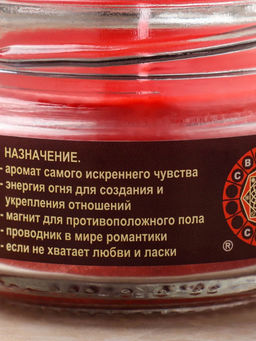 НАЗНАЧЕНИЕ.
- аромат самого искреннего чувства
- энергия огня для создания и
укрепления отношений
- магнит для противоположного пола
- проводник в мире романтики
- если не хватает любви и ласки
В
С
С
С
®